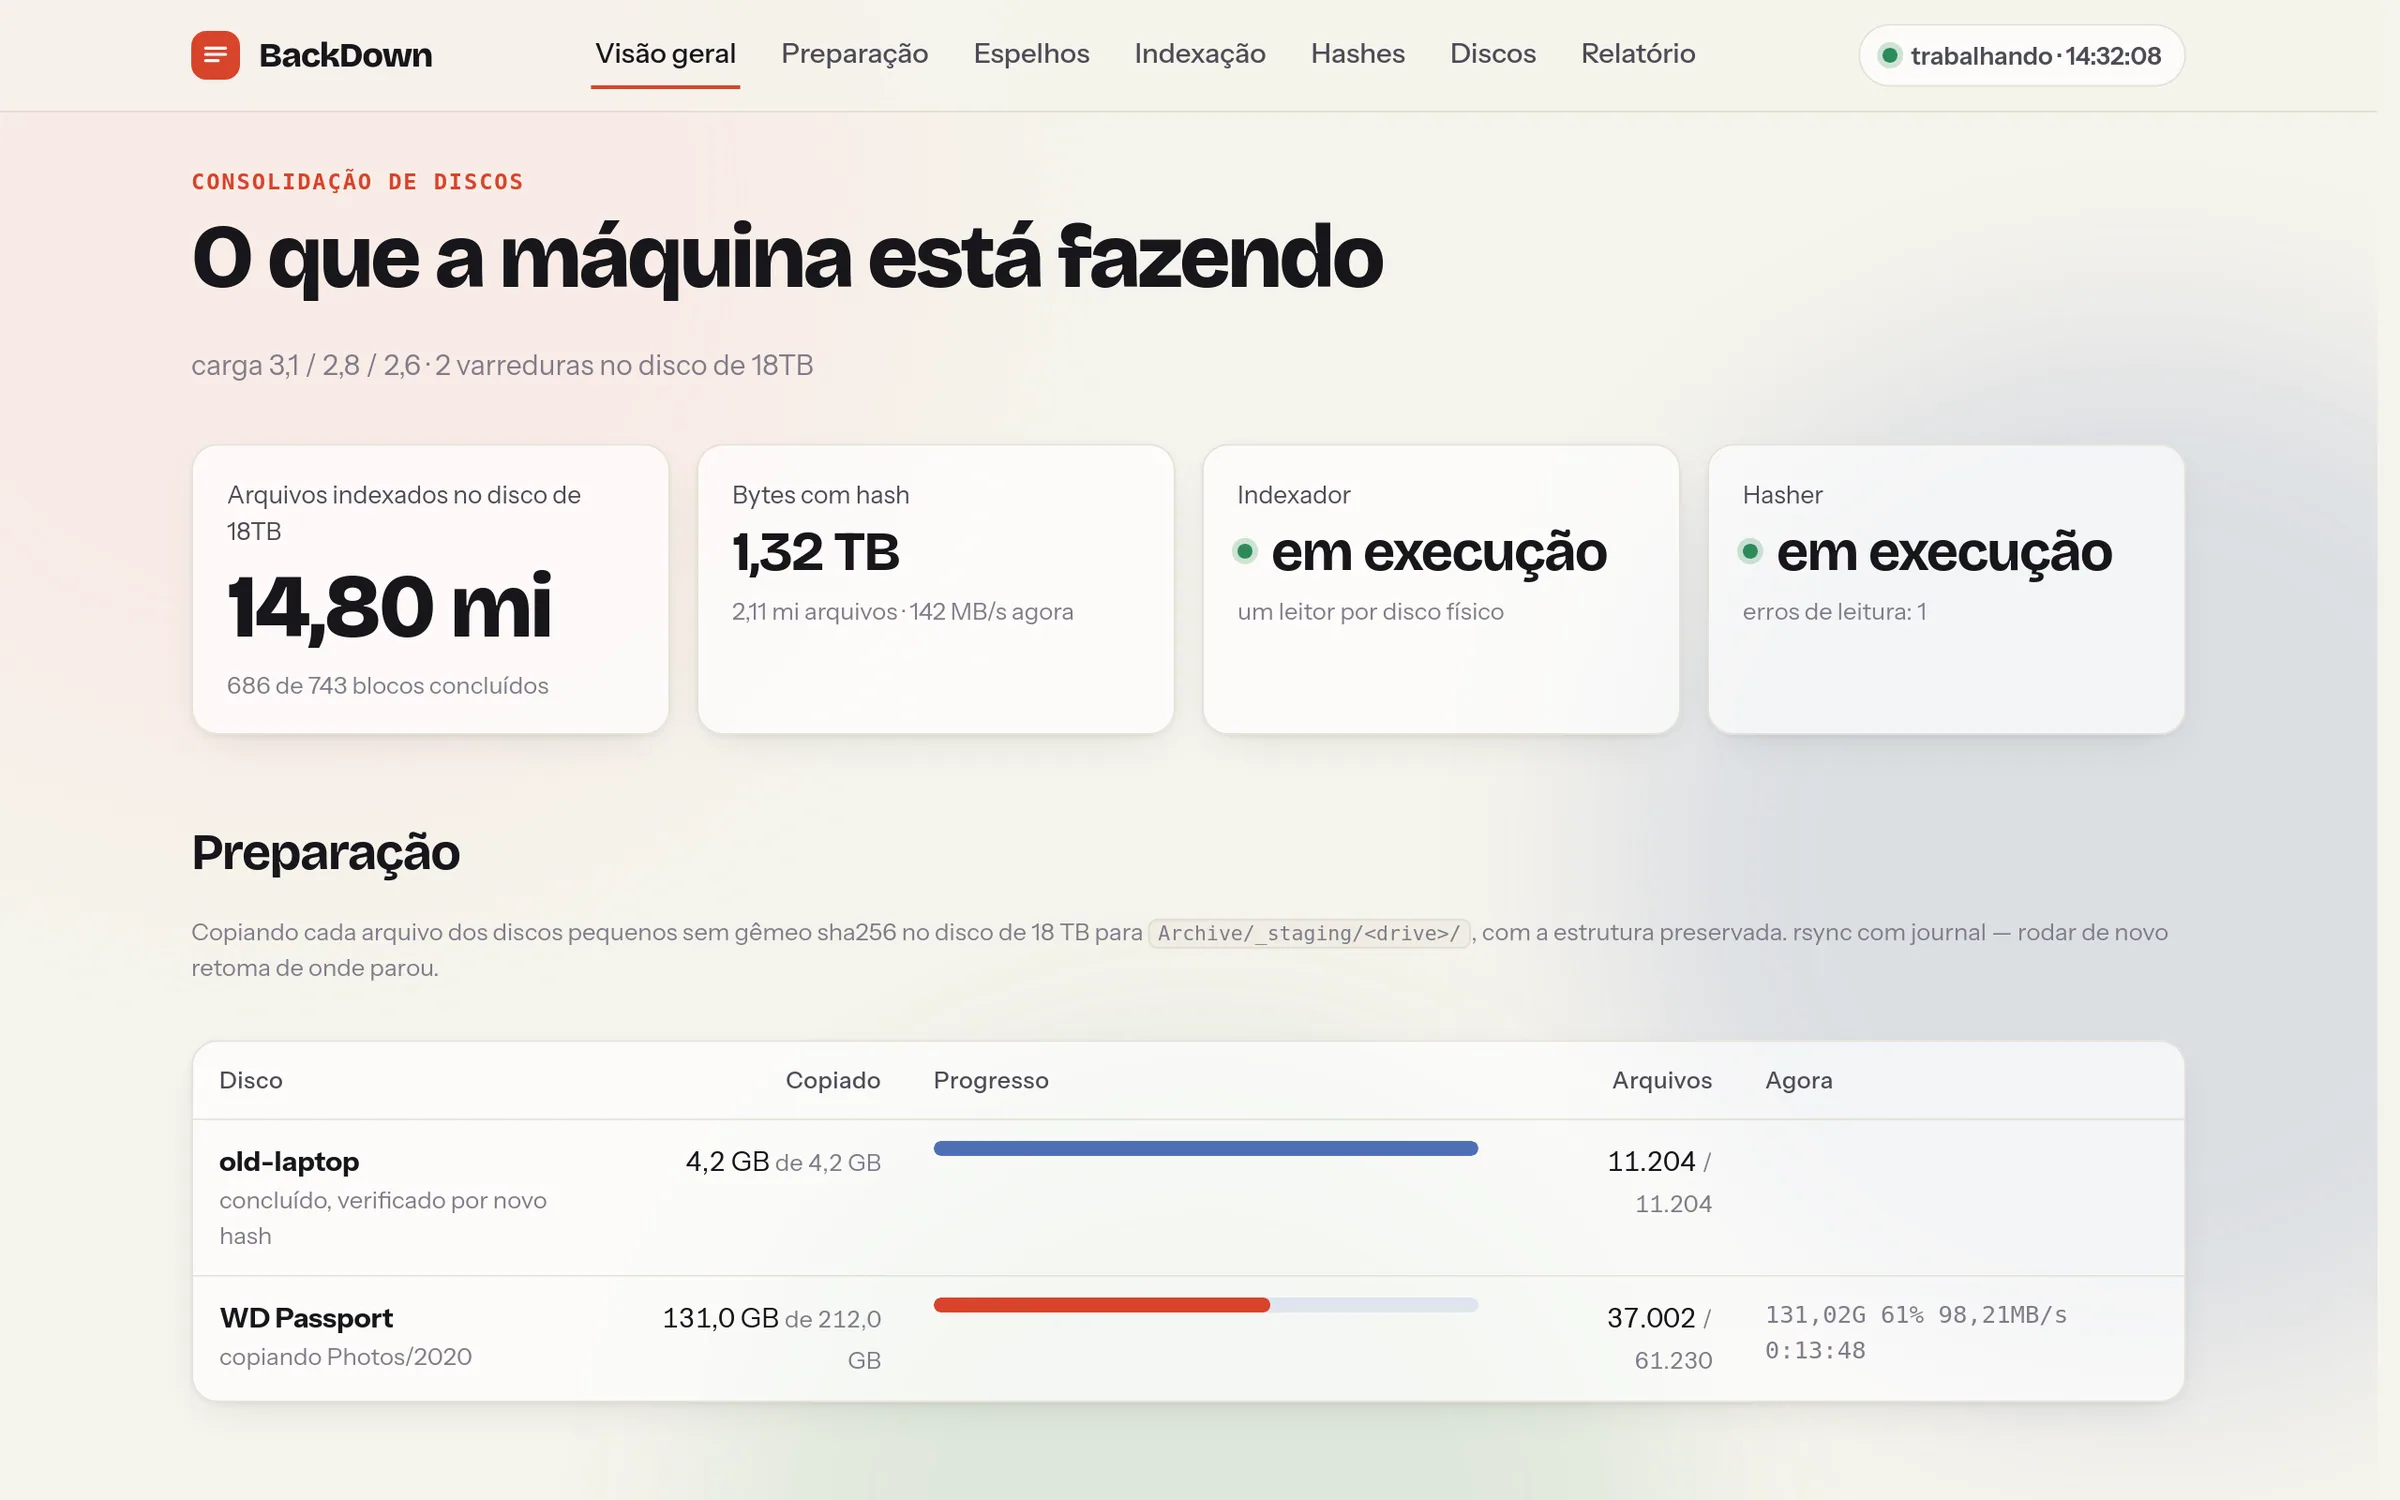 BackDown
Visão geral
Preparação
Espelhos
Indexação
Hashes
Discos
Relatório
trabalhando · 14:32:08
CONSOLIDAÇÃO DE DISCOS
O que a máquina está fazendo
carga 3,1 / 2,8 / 2,6 · 2 varreduras no disco de 18TB
Arquivos indexados no disco de
18TB
14,80 mi
686 de 743 blocos concluídos
Bytes com hash
1,32 TB
2,11 mi arquivos · 142 MB/s agora
Indexador
em execução
um leitor por disco físico
Hasher
em execução
erros de leitura: 1
Preparação
Copiando cada arquivo dos discos pequenos sem gêmeo sha256 no disco de 18 TB para Archive/_staging/<drive>/, com a estrutura preservada. rsync com journal — rodar de novo
retoma de onde parou.
Disco Copiado Progresso Arquivos Agora
old-laptop 4,2 GB de 4,2 GB 11.204 /
concluído, verificado por novo 11.204
hash
WD Passport 131,0 GB de 212,0 37.002 / 131,02G 61% 98,21MB/s
copiando Photos/2020 GB 61.230 0:13:48